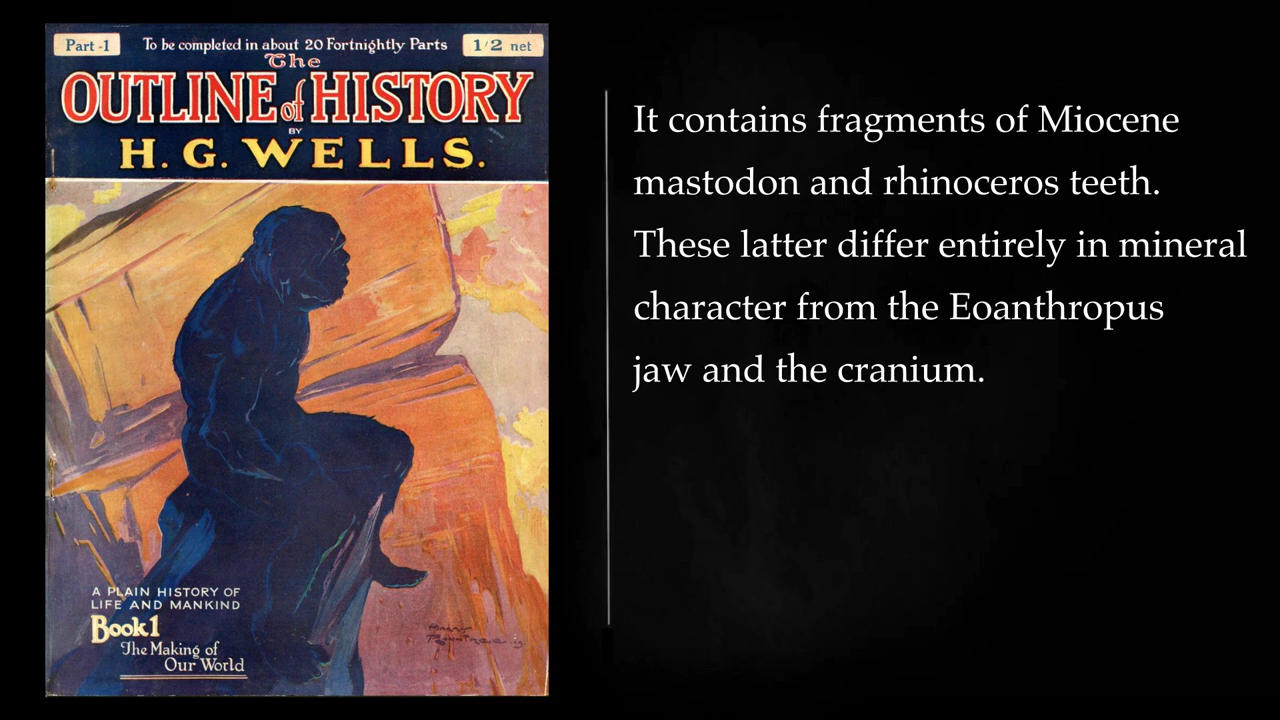 Part -1
To be completed in about 20 Fortnightly Parts
1/2 net
The
OUTLINE of HISTORY
BY
H. G. WELLS.
A PLAIN HISTORY OF
LIFE AND MANKIND
Book 1
The Making of
Our World
It contains fragments of Miocene
mastodon and rhinoceros teeth.
These latter differ entirely in mineral
character from the Eoanthropus
jaw and the cranium.